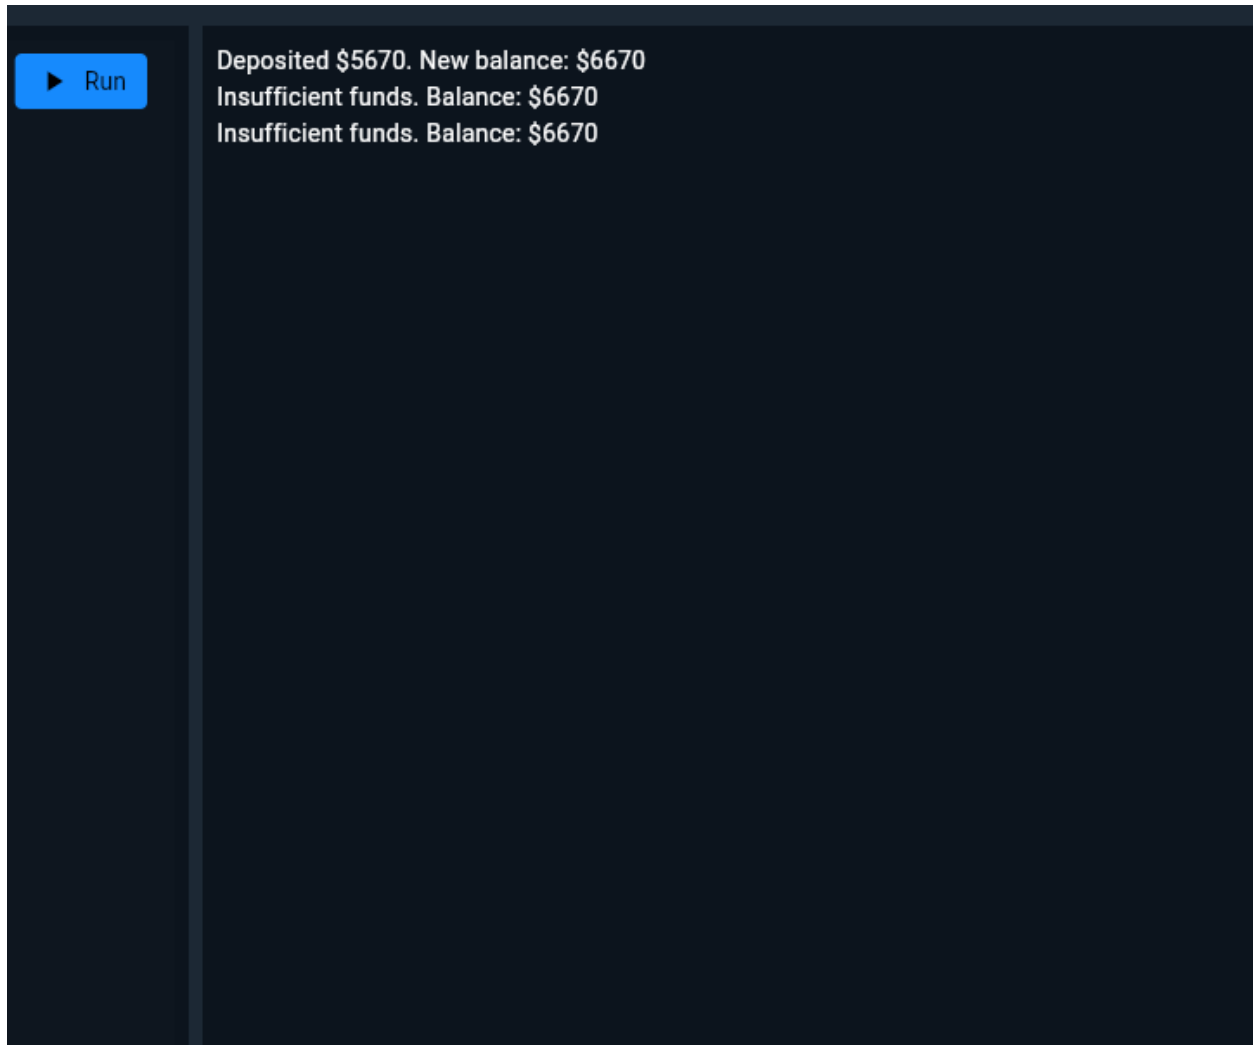 Run
Deposited $5670. New balance: $6670
Insufficient funds. Balance: $6670
Insufficient funds. Balance: $6670